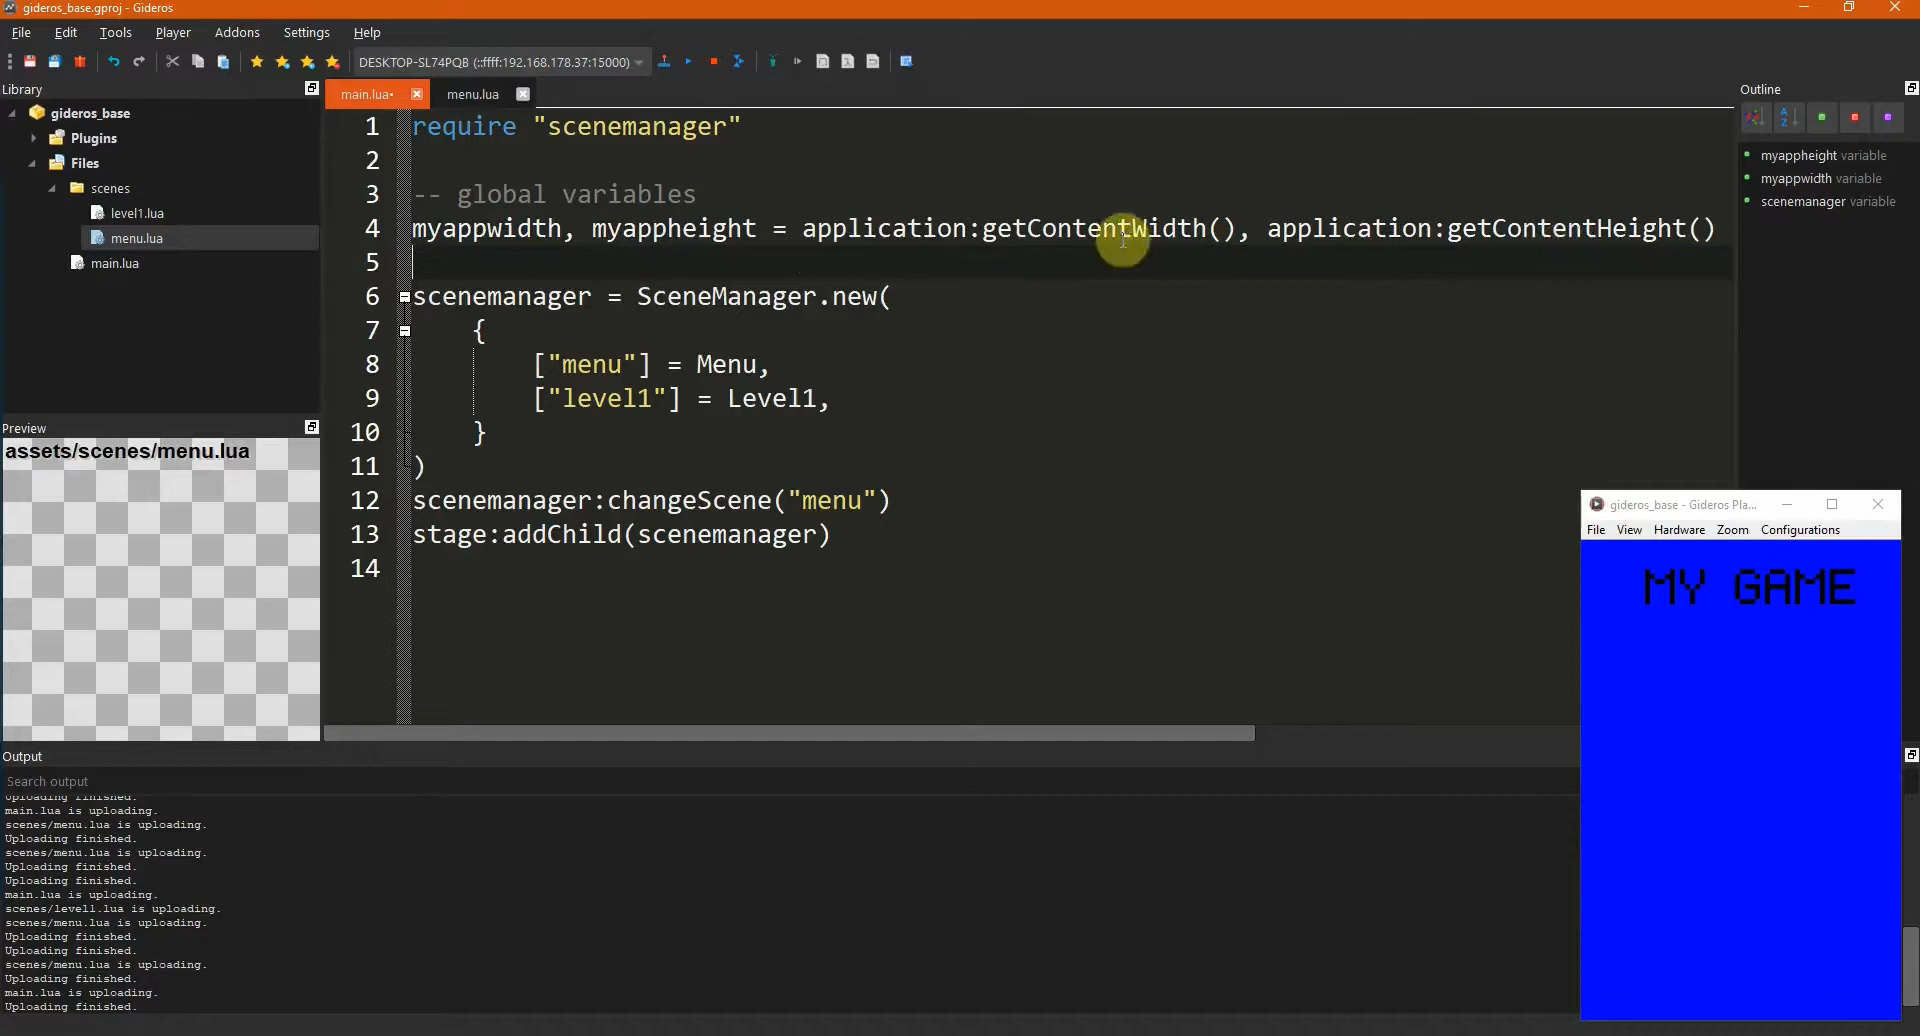 gideros_base.gproj - Gideros
File Edit Tools Player Addons Settings Help
DESKTOP-SL74PQB (::ffff:192.168.178.37:15000)
Library
gideros_base
Plugins
Files
scenes
level1.lua
menu.lua
main.lua
Preview
assets/scenes/menu.lua
main.lua•
menu.lua
1 require "scenemanager"
2
3 -- global variables
4 myappwidth, myappheight = application:getContentWidth(), application:getContentHeight()
5
6 scenemanager = SceneManager.new(
7 {
8 ["menu"] = Menu,
9 ["level1"] = Level1,
10 }
11 )
12 scenemanager:changeScene("menu")
13 stage:addChild(scenemanager)
14
Outline
A
Z
myappheight variable
myappwidth variable
scenemanager variable
gideros_base - Gideros Pla...
File View Hardware Zoom Configurations
MY GAME
Output
Search output
Uploading finished.
main.lua is uploading.
scenes/menu.lua is uploading.
Uploading finished.
scenes/menu.lua is uploading.
Uploading finished.
Uploading finished.
main.lua is uploading.
scenes/level1.lua is uploading.
scenes/menu.lua is uploading.
Uploading finished.
Uploading finished.
scenes/menu.lua is uploading.
Uploading finished.
main.lua is uploading.
Uploading finished.